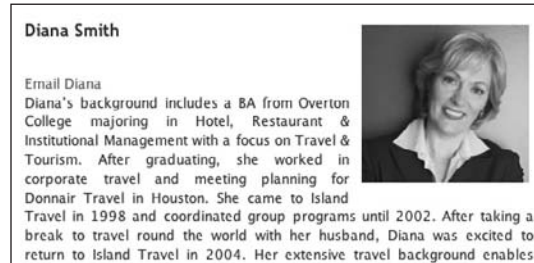 Diana Smith
Email Diana
Diana's background includes a BA from Overton
College majoring in Hotel, Restaurant &
Institutional Management with a focus on Travel &
Tourism. After graduating, she worked in
corporate travel and meeting planning for
Donnair Travel in Houston. She came to Island
Travel in 1998 and coordinated group programs until 2002. After taking a
break to travel round the world with her husband, Diana was excited to
return to Island Travel in 2004. Her extensive travel background enables